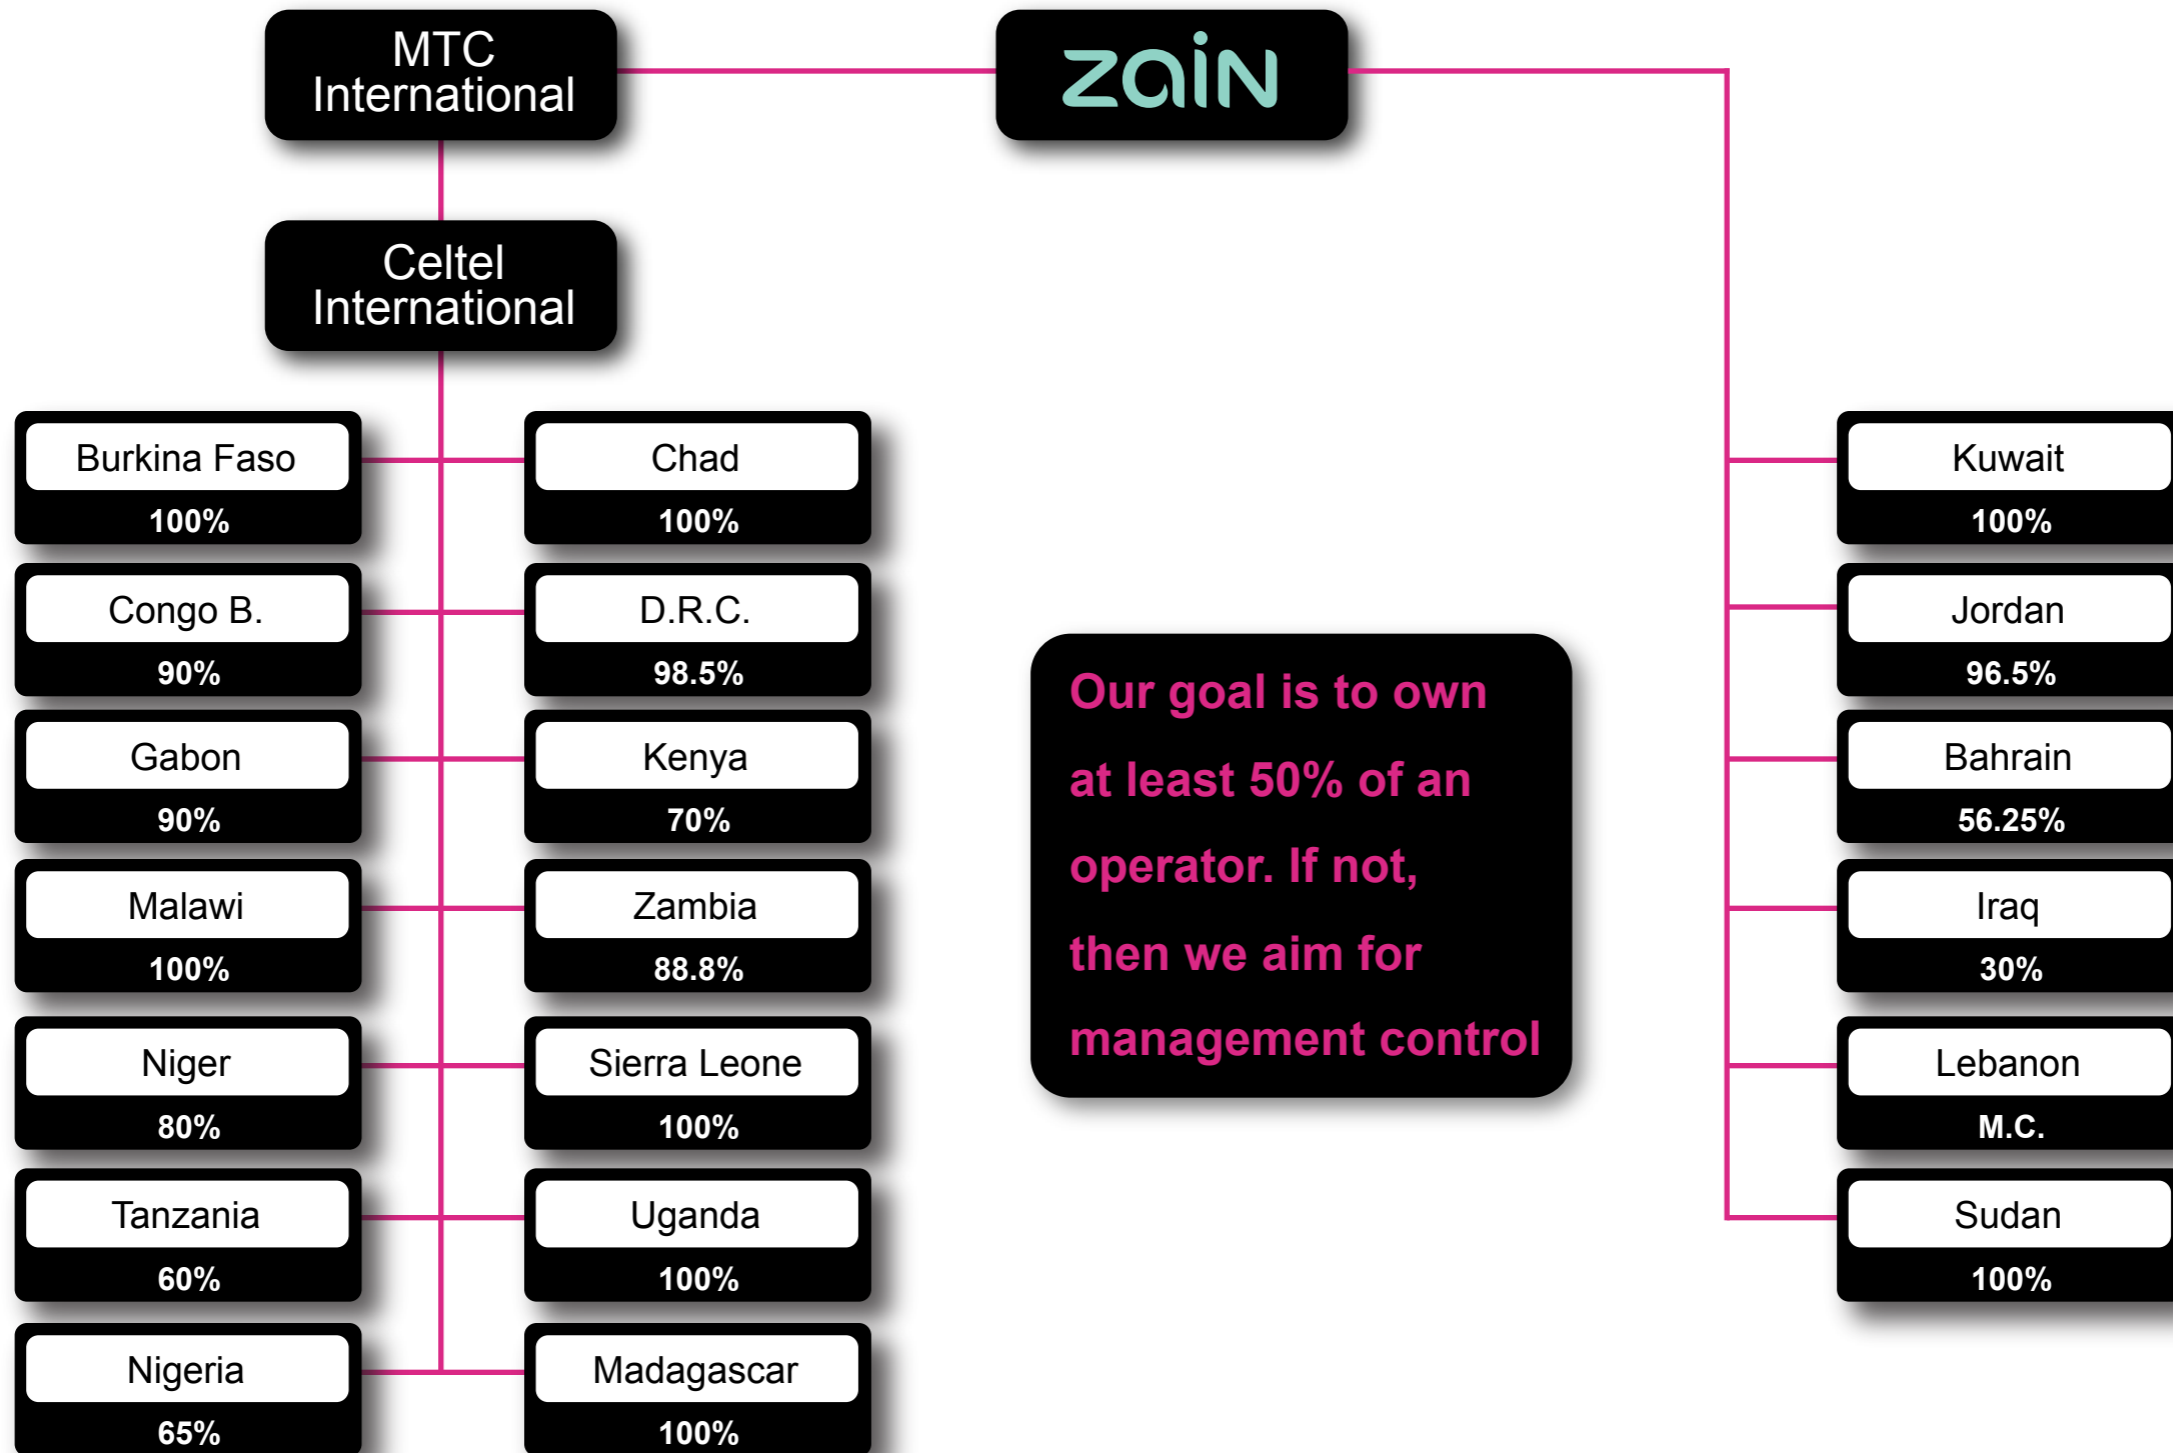 MTC
International
zain
Celtel
International
Burkina Faso
100%
Chad
100%
Congo B.
90%
D.R.C.
98.5%
Gabon
90%
Kenya
70%
Malawi
100%
Zambia
88.8%
Niger
80%
Sierra Leone
100%
Tanzania
60%
Uganda
100%
Nigeria
65%
Madagascar
100%
Our goal is to own
at least 50% of an
operator. If not,
then we aim for
management control
Kuwait
100%
Jordan
96.5%
Bahrain
56.25%
Iraq
30%
Lebanon
M.C.
Sudan
100%